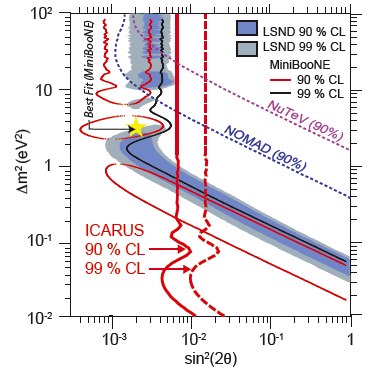 10²
10
1
10⁻¹
10⁻²
Δm² (eV²)
Best Fit (MiniBooNE)
LSND 90 % CL
LSND 99 % CL
MiniBooNE
90 % CL
99 % CL
NuTeV (90%)
NOMAD (90%)
ICARUS
90 % CL
99 % CL
10⁻³
10⁻²
10⁻¹
1
sin²(2θ)